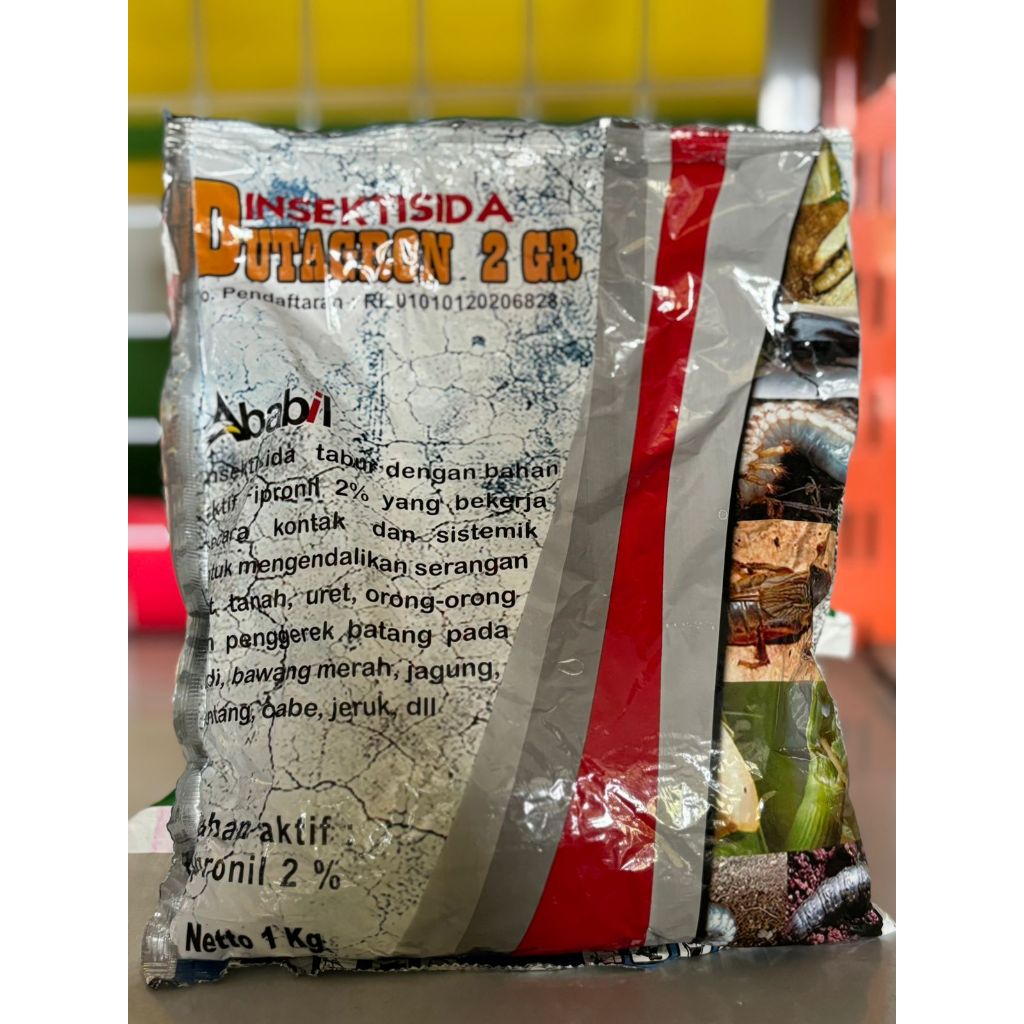 INSEKTISIDA
DUTAGRON 2 GR
o. Pendaftaran : RI. 01010120206828
Ababil
nsektisida tabur dengan bahan
ktif fipronil 2% yang bekerja
ecara kontak dan sistemik
tuk mengendalikan serangan
t tanah, uret, orong-orong
n penggerek batang pada
di, bawang merah, jagung,
ntang, cabe, jeruk, dll
ahan aktif :
ipronil 2 %
Netto 1 Kg